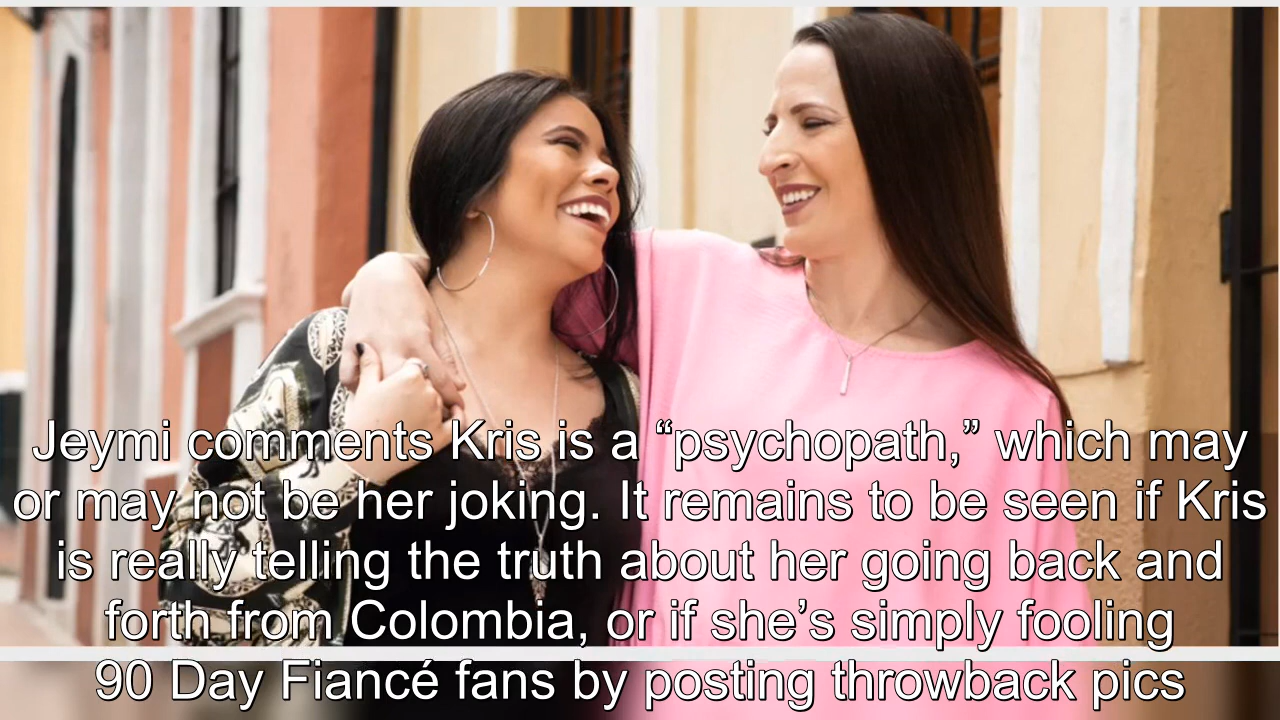 Jeymi comments Kris is a “psychopath,” which may
or may not be her joking. It remains to be seen if Kris
is really telling the truth about her going back and
forth from Colombia, or if she’s simply fooling
90 Day Fiancé fans by posting throwback pics